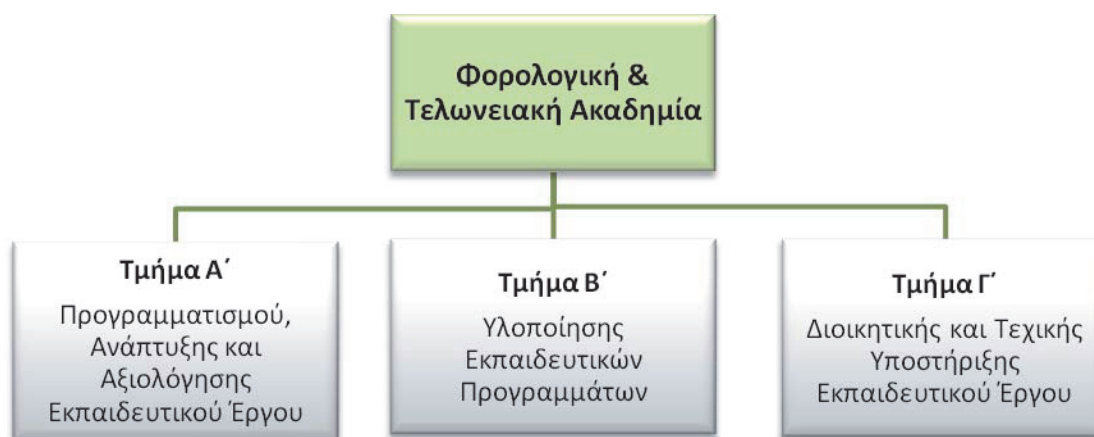 Φορολογική &
Τελωνειακή Ακαδημία
Τμήμα Α΄
Προγραμματισμού,
Ανάπτυξης και
Αξιολόγησης
Εκπαιδευτικού Έργου
Τμήμα Β΄
Υλοποίησης
Εκπαιδευτικών
Προγραμμάτων
Τμήμα Γ΄
Διοικητικής και Τεχικής
Υποστήριξης
Εκπαιδευτικού Έργου